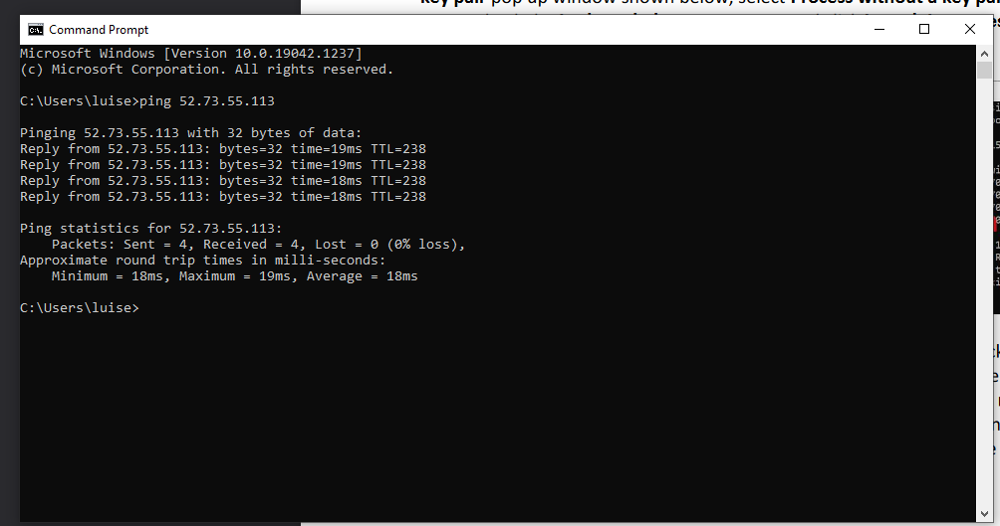 key pair pop up window shown below, select Process without a key pair
Command Prompt
Microsoft Windows [Version 10.0.19042.1237]
(c) Microsoft Corporation. All rights reserved.
C:\Users\luise>ping 52.73.55.113
Pinging 52.73.55.113 with 32 bytes of data:
Reply from 52.73.55.113: bytes=32 time=19ms TTL=238
Reply from 52.73.55.113: bytes=32 time=19ms TTL=238
Reply from 52.73.55.113: bytes=32 time=18ms TTL=238
Reply from 52.73.55.113: bytes=32 time=18ms TTL=238
Ping statistics for 52.73.55.113:
Packets: Sent = 4, Received = 4, Lost = 0 (0% loss),
Approximate round trip times in milli-seconds:
Minimum = 18ms, Maximum = 19ms, Average = 18ms
C:\Users\luise>